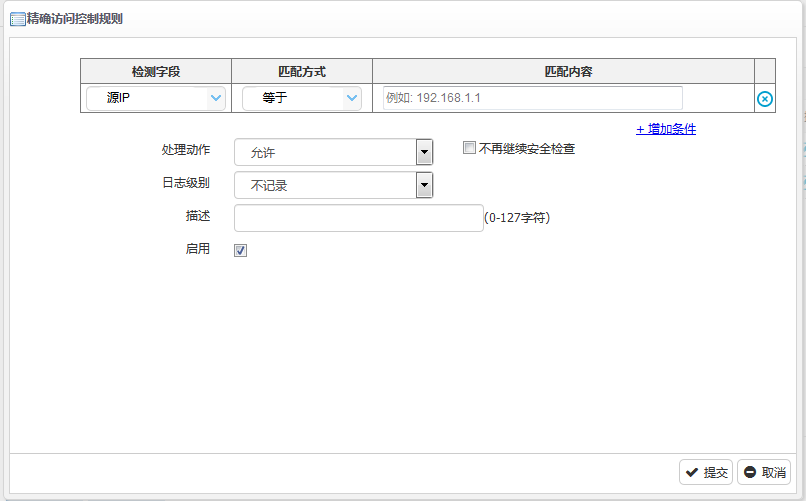 精确访问控制规则
检测字段 匹配方式 匹配内容
源IP 等于 例如: 192.168.1.1
+ 增加条件
处理动作 允许 不再继续安全检查
日志级别 不记录
描述 (0-127字符)
启用
提交 取消